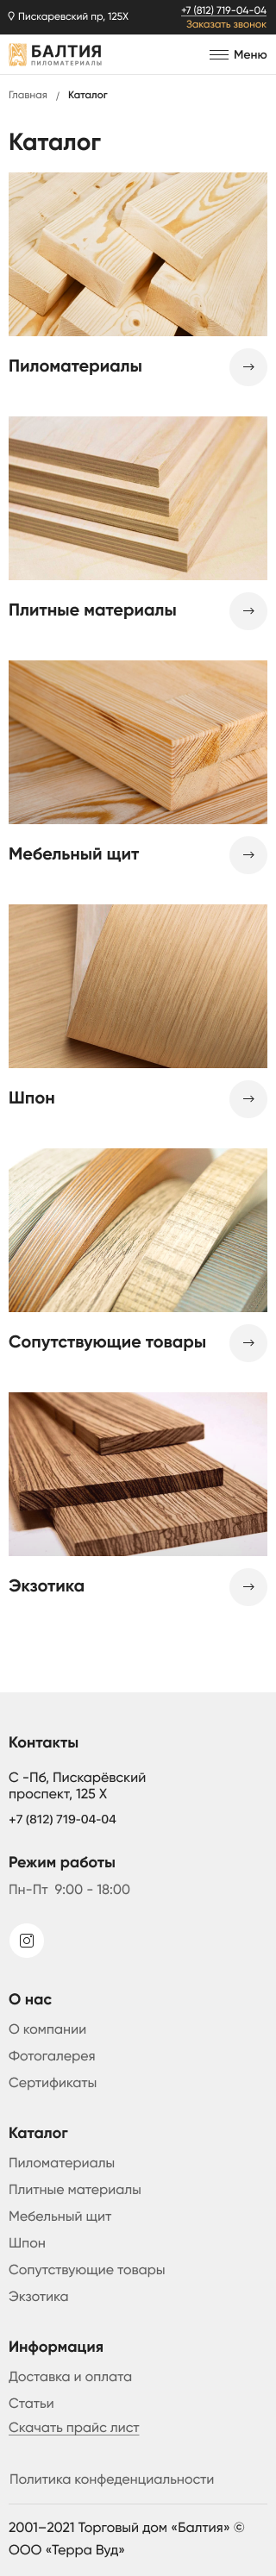 Пискаревский пр, 125Х
+7 (812) 719-04-04
Заказать звонок
БАЛТИЯ
ПИЛОМАТЕРИАЛЫ
Меню
Главная / Каталог
Каталог
Пиломатериалы
Плитные материалы
Мебельный щит
Шпон
Сопутствующие товары
Экзотика
Контакты
С -Пб, Пискарёвский
проспект, 125 Х
+7 (812) 719-04-04
Режим работы
Пн-Пт 9:00 - 18:00
О нас
О компании
Фотогалерея
Сертификаты
Каталог
Пиломатериалы
Плитные материалы
Мебельный щит
Шпон
Сопутствующие товары
Экзотика
Информация
Доставка и оплата
Статьи
Скачать прайс лист
Политика конфеденциальности
2001–2021 Торговый дом «Балтия» ©
ООО «Терра Вуд»